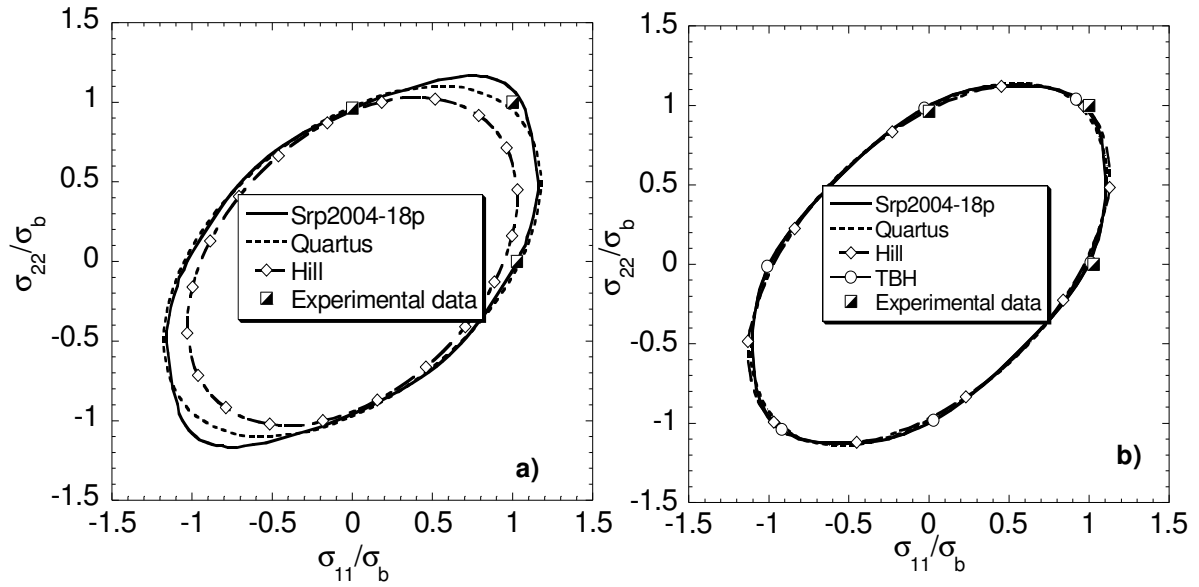 1.5
1
0.5
0
-0.5
-1
-1.5
σ22/σb
Srp2004-18p
Quartus
Hill
Experimental data
a)
-1.5 -1 -0.5 0 0.5 1 1.5
σ11/σb
1.5
1
0.5
0
-0.5
-1
-1.5
σ22/σb
Srp2004-18p
Quartus
Hill
TBH
Experimental data
b)
-1.5 -1 -0.5 0 0.5 1 1.5
σ11/σb